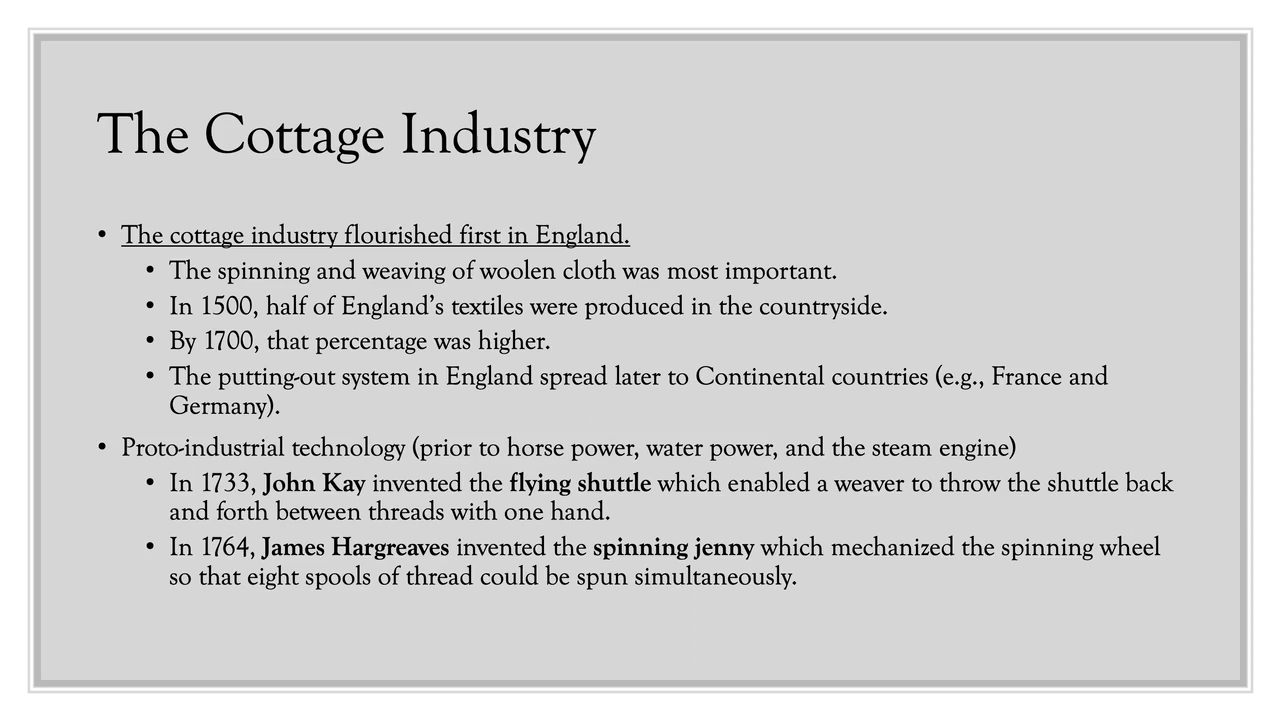 The Cottage Industry
• The cottage industry flourished first in England.
• The spinning and weaving of woolen cloth was most important.
• In 1500, half of England’s textiles were produced in the countryside.
• By 1700, that percentage was higher.
• The putting-out system in England spread later to Continental countries (e.g., France and
Germany).
• Proto-industrial technology (prior to horse power, water power, and the steam engine)
• In 1733, John Kay invented the flying shuttle which enabled a weaver to throw the shuttle back
and forth between threads with one hand.
• In 1764, James Hargreaves invented the spinning jenny which mechanized the spinning wheel
so that eight spools of thread could be spun simultaneously.